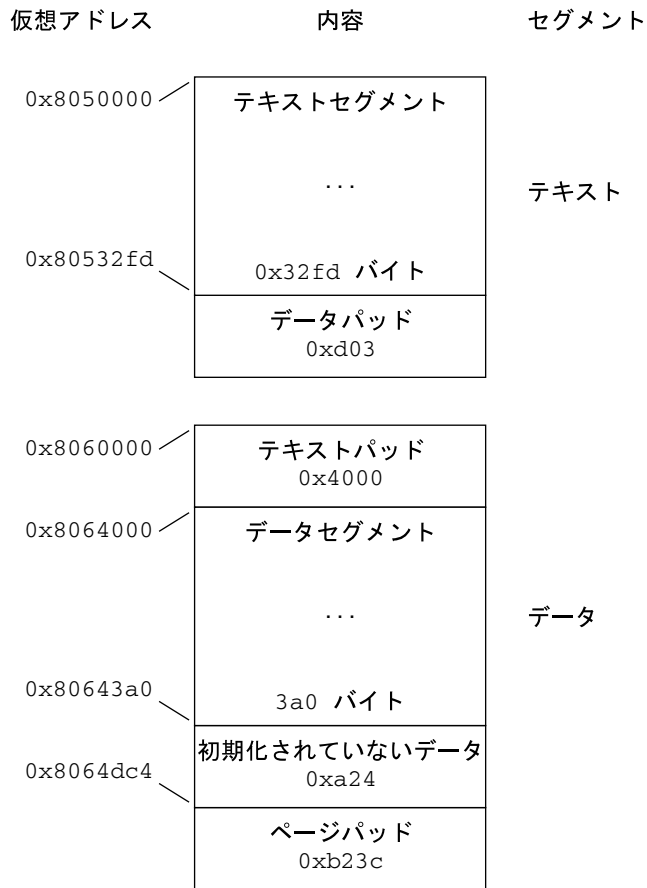 仮想アドレス 内容 セグメント
0x8050000 テキストセグメント
... テキスト
0x80532fd
0x32fd バイト
データパッド
0xd03
0x8060000 テキストパッド
0x4000
0x8064000 データセグメント
... データ
0x80643a0 3a0 バイト
初期化されていないデータ
0x8064dc4 0xa24
ページパッド
0xb23c